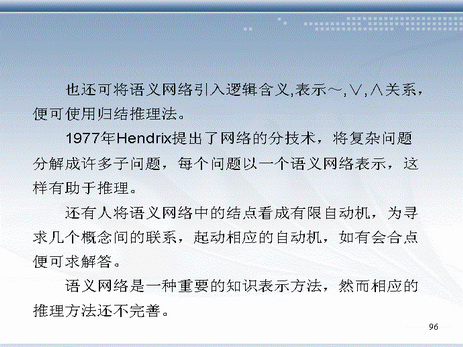 也还可将语义网络引入逻辑含义,表示～,∨,∧关系，
便可使用归结推理法。
1977年Hendrix提出了网络的分技术，将复杂问题
分解成许多子问题，每个问题以一个语义网络表示，这
样有助于推理。
还有人将语义网络中的结点看成有限自动机，为寻
求几个概念间的联系，起动相应的自动机，如有会合点
便可求解答。
语义网络是一种重要的知识表示方法，然而相应的
推理方法还不完善。
96